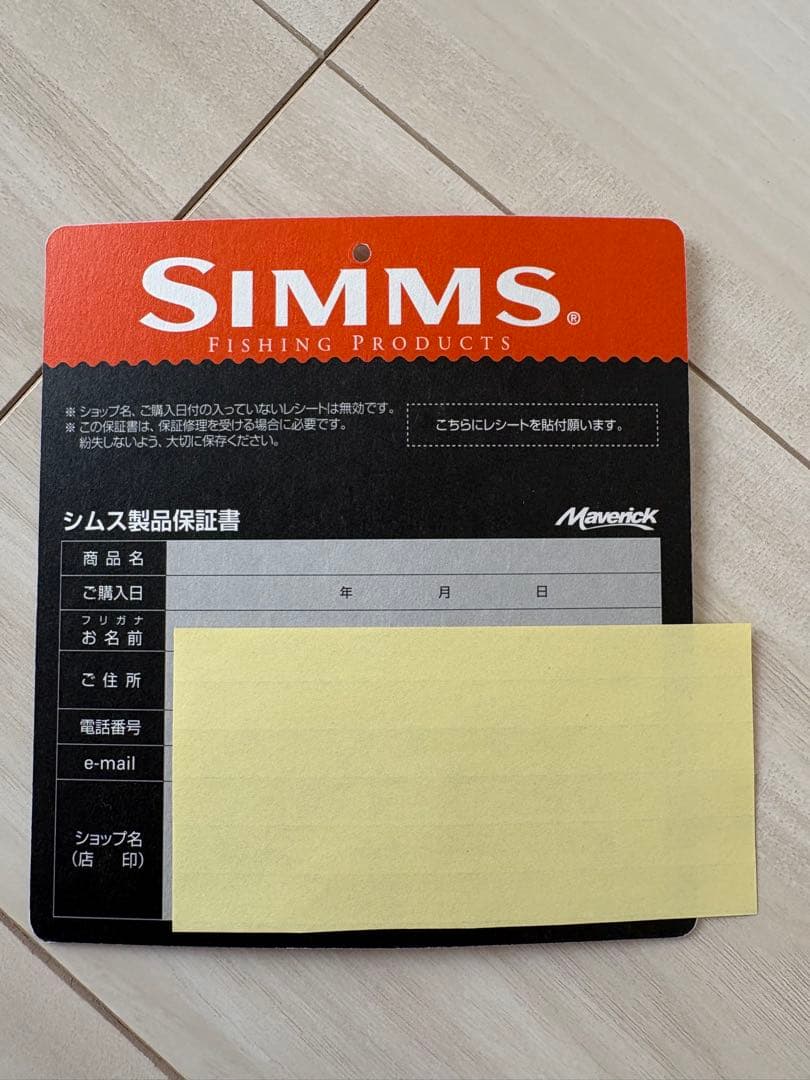 SIMMS®
FISHING PRODUCTS
※ ショップ名、ご購入日付の入っていないレシートは無効です。
※ この保証書は、保証修理を受ける場合に必要です。
紛失しないよう、大切に保存ください。
こちらにレシートを貼付願います。
シムス製品保証書
Maverick
商品名
ご購入日 年 月 日
フリガナ
お名前
ご住所
電話番号
e-mail
ショップ名
(店 印)